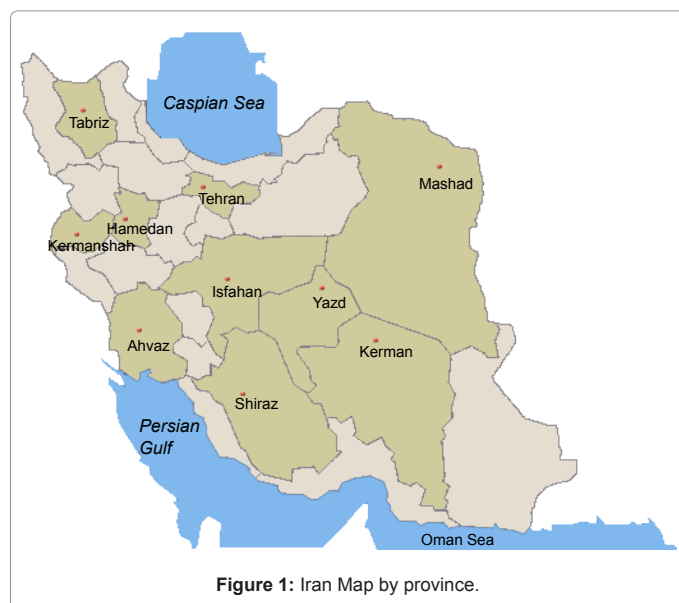 Caspian Sea
Tabriz
Mashad
Tehran
Hamedan
Kermanshah
Isfahan
Yazd
Ahvaz
Kerman
Shiraz
Persian
Gulf
Oman Sea
Figure 1: Iran Map by province.